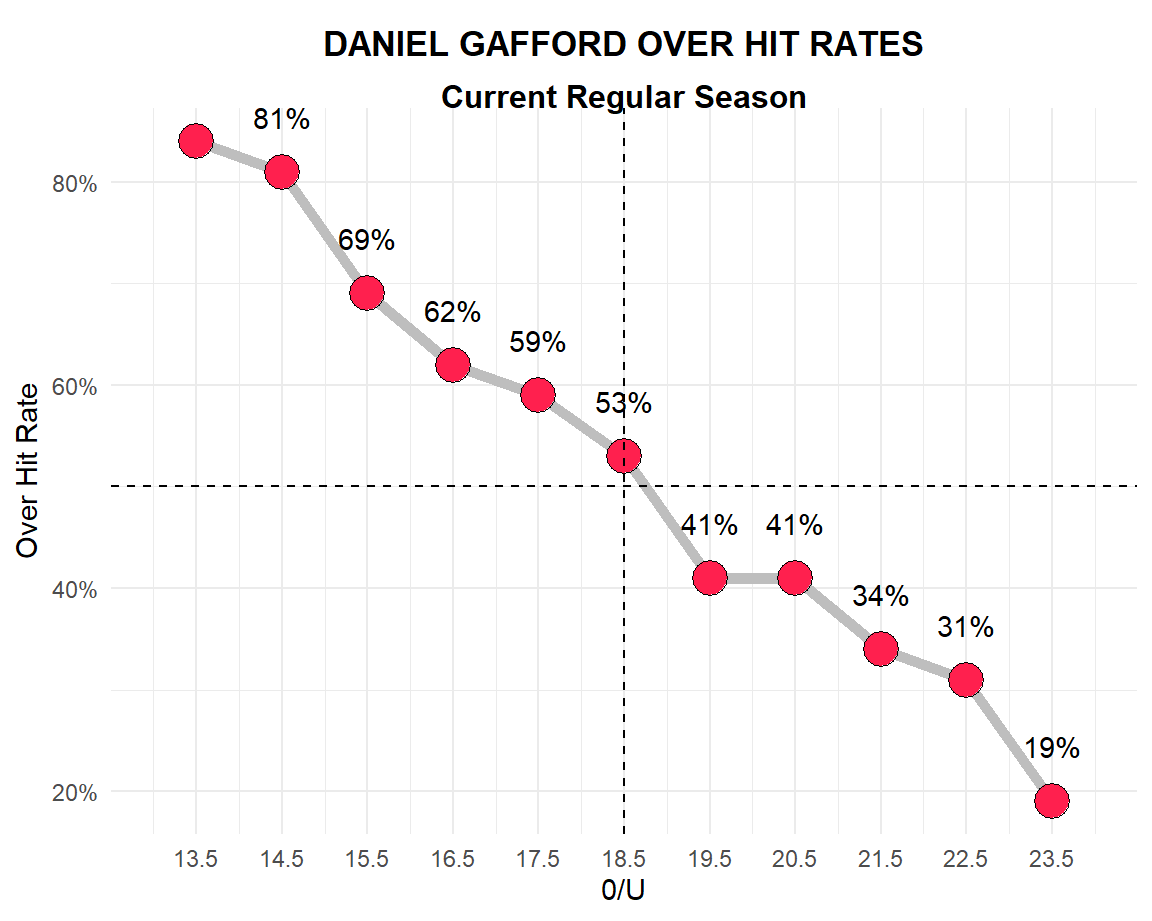 DANIEL GAFFORD OVER HIT RATES
Current Regular Season
81%
69%
62%
59%
53%
41%
41%
34%
31%
19%
80%
60%
40%
20%
Over Hit Rate
13.5 14.5 15.5 16.5 17.5 18.5 19.5 20.5 21.5 22.5 23.5
0/U